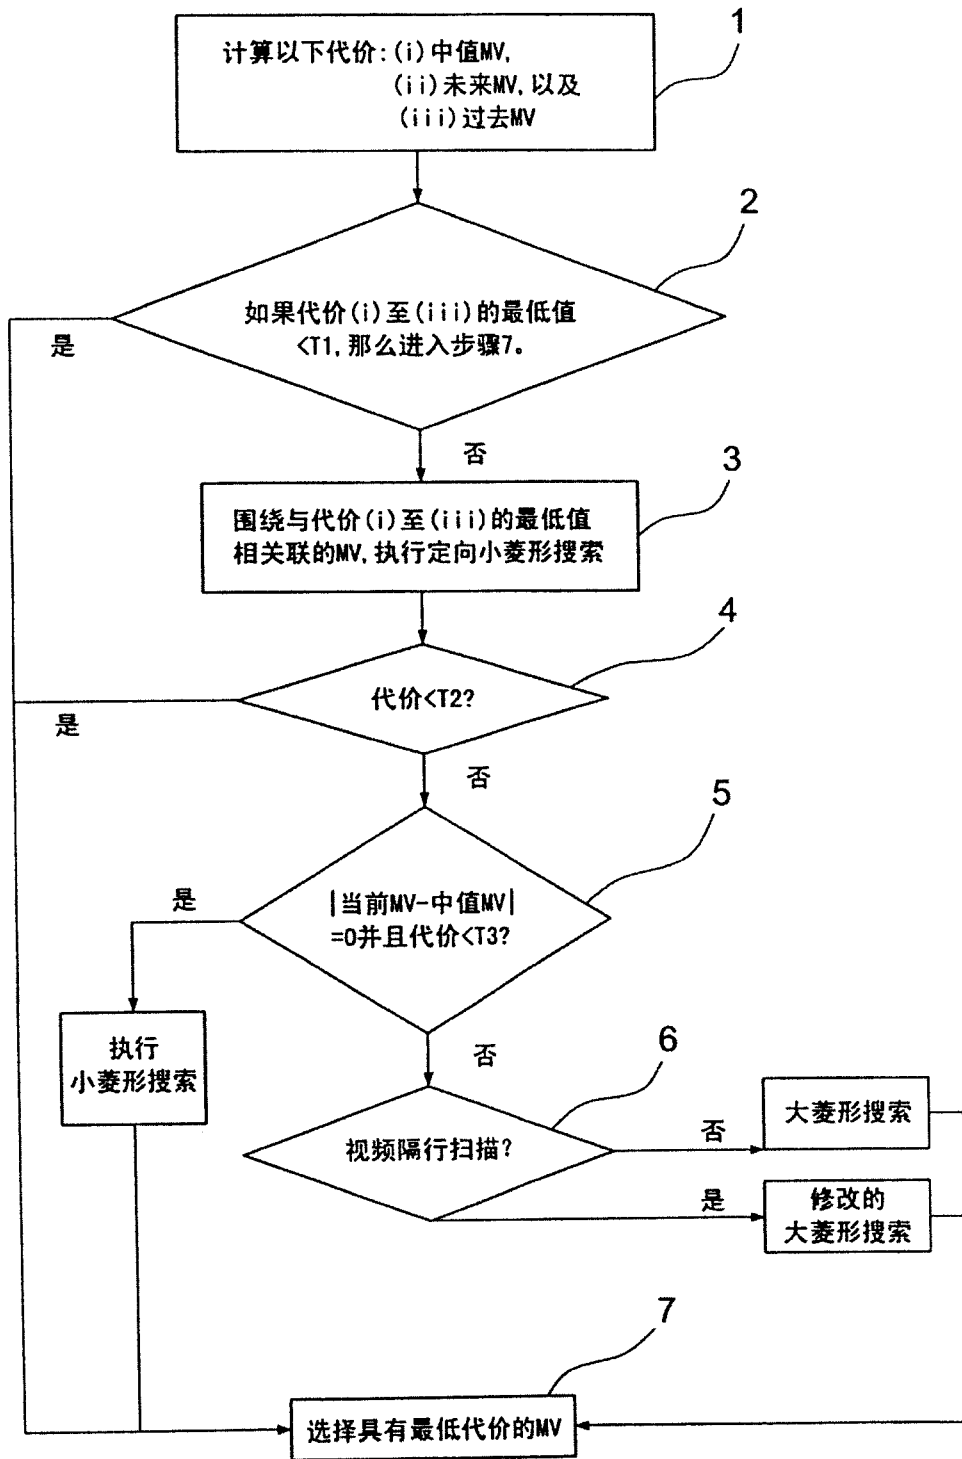 1
计算以下代价:(i)中值MV,
(ii)未来MV,以及
(iii)过去MV
2
如果代价(i)至(iii)的最低值
<T1,那么进入步骤7。
是
否
3
围绕与代价(i)至(iii)的最低值
相关联的MV,执行定向小菱形搜索
4
代价<T2?
是
否
5
|当前MV-中值MV|
=0并且代价<T3?
是
执行
小菱形搜索
否
6
视频隔行扫描?
否
大菱形搜索
是
修改的
大菱形搜索
7
选择具有最低代价的MV